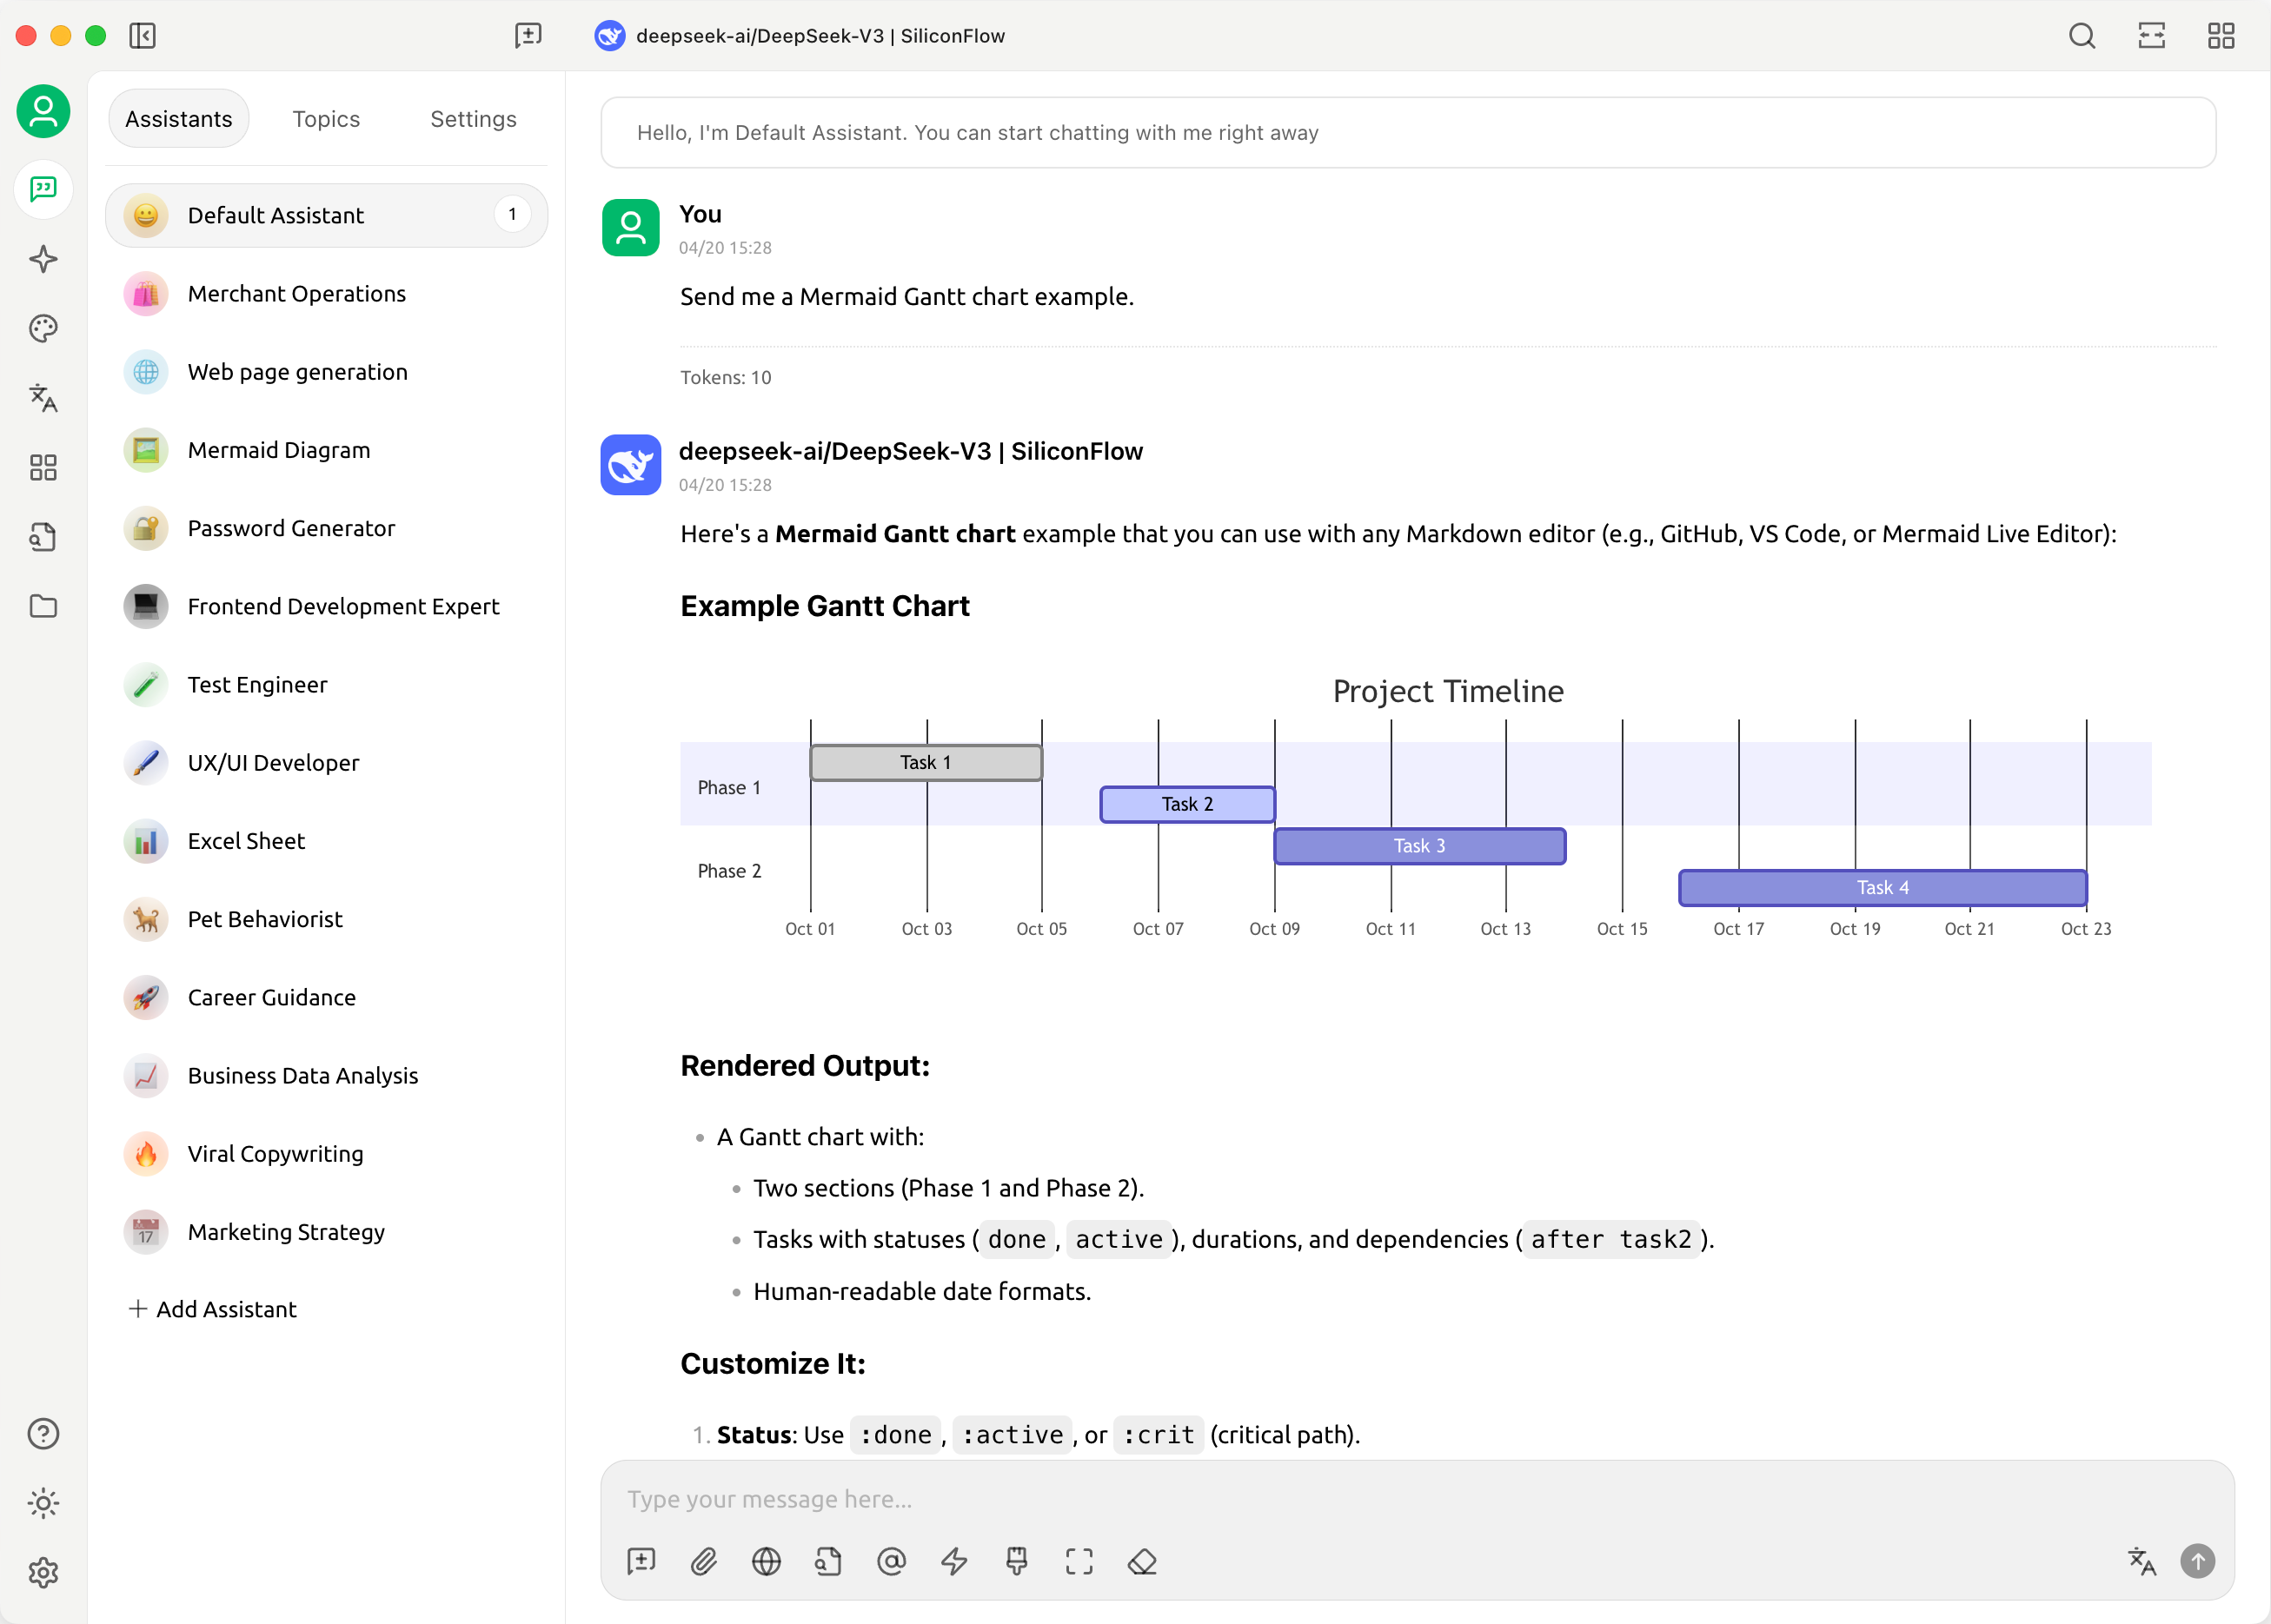 deepseek-ai/DeepSeek-V3 | SiliconFlow
Assistants
Topics
Settings
Default Assistant
1
Merchant Operations
Web page generation
Mermaid Diagram
Password Generator
Frontend Development Expert
Test Engineer
UX/UI Developer
Excel Sheet
Pet Behaviorist
Career Guidance
Business Data Analysis
Viral Copywriting
17
Marketing Strategy
Add Assistant
Hello, I'm Default Assistant. You can start chatting with me right away
You
04/20 15:28
Send me a Mermaid Gantt chart example.
Tokens: 10
deepseek-ai/DeepSeek-V3 | SiliconFlow
04/20 15:28
Here's a Mermaid Gantt chart example that you can use with any Markdown editor (e.g., GitHub, VS Code, or Mermaid Live Editor):
Example Gantt Chart
Project Timeline
Phase 1
Task 1
Task 2
Phase 2
Task 3
Task 4
Oct 01 Oct 03 Oct 05 Oct 07 Oct 09 Oct 11 Oct 13 Oct 15 Oct 17 Oct 19 Oct 21 Oct 23
Rendered Output:
A Gantt chart with:
Two sections (Phase 1 and Phase 2).
Tasks with statuses (done, active), durations, and dependencies (after task2).
Human-readable date formats.
Customize It:
1. Status: Use :done, :active, or :crit (critical path).
Type your message here...